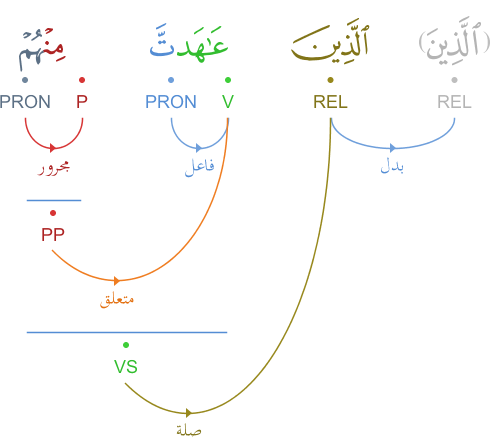 (ٱلَّذِينَ) ٱلَّذِينَ عَـٰهَدتَّ مِنْهُمْ
REL REL V PRON P PRON
بدل فاعل مجرور
PP
متعلق
VS
صلة